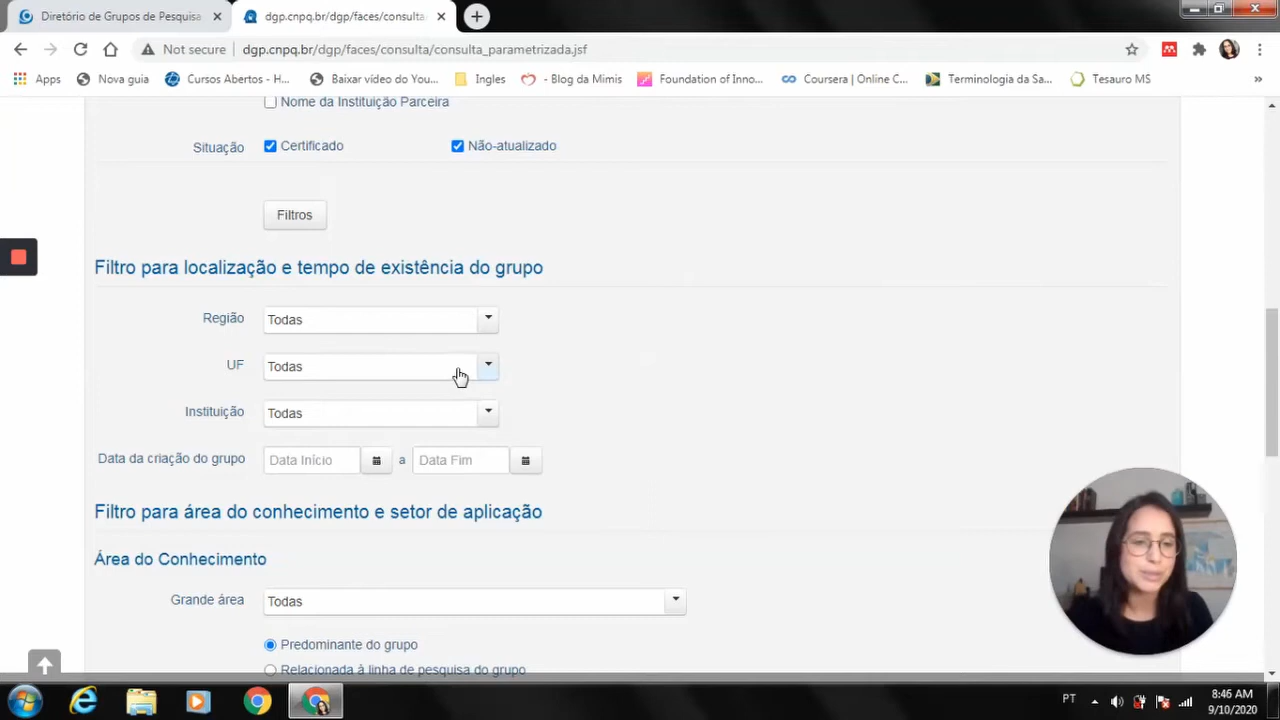 Diretório de Grupos de Pesquisa
dgp.cnpq.br/dgp/faces/consulta
Not secure
dgp.cnpq.br/dgp/faces/consulta/consulta_parametrizada.jsf
Apps
Nova guia
Cursos Abertos - H...
Baixar vídeo do You...
Ingles
- Blog da Mimis
Foundation of Inno...
Coursera | Online C...
Terminologia da Sa...
Tesauro MS
»
Nome da Instituição Parceira
Situação
Certificado
Não-atualizado
Filtros
Filtro para localização e tempo de existência do grupo
Região
Todas
UF
Todas
Instituição
Todas
Data da criação do grupo
Data Início
a
Data Fim
Filtro para área do conhecimento e setor de aplicação
Área do Conhecimento
Grande área
Todas
Predominante do grupo
Relacionada à linha de pesquisa do grupo
PT
8:46 AM
9/10/2020